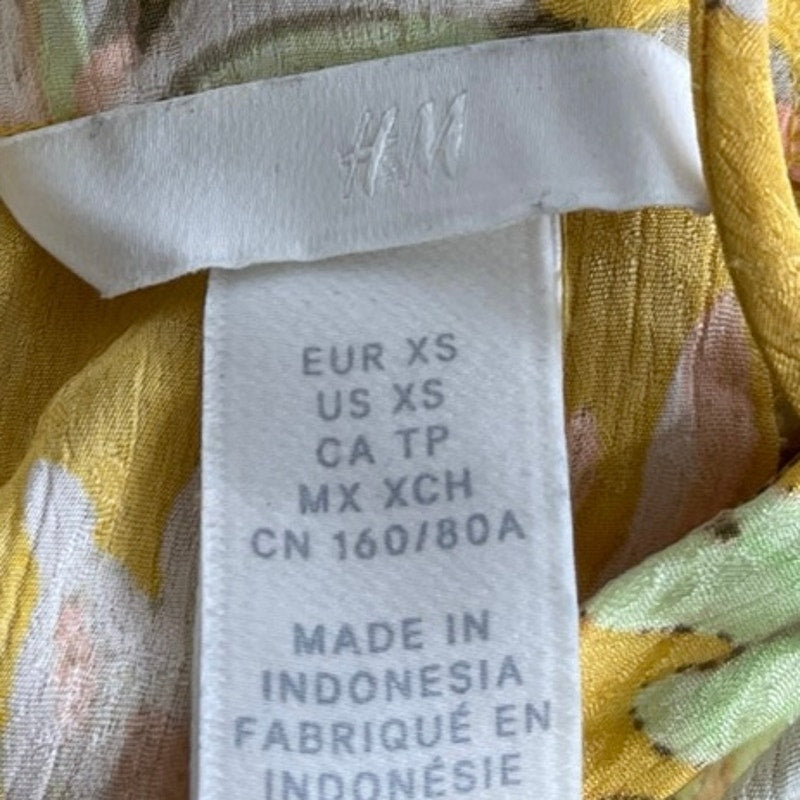 H&M
EUR XS
US XS
CA TP
MX XCH
CN 160/80A
MADE IN
INDONESIA
FABRIQUÉ EN
INDONÉSIE